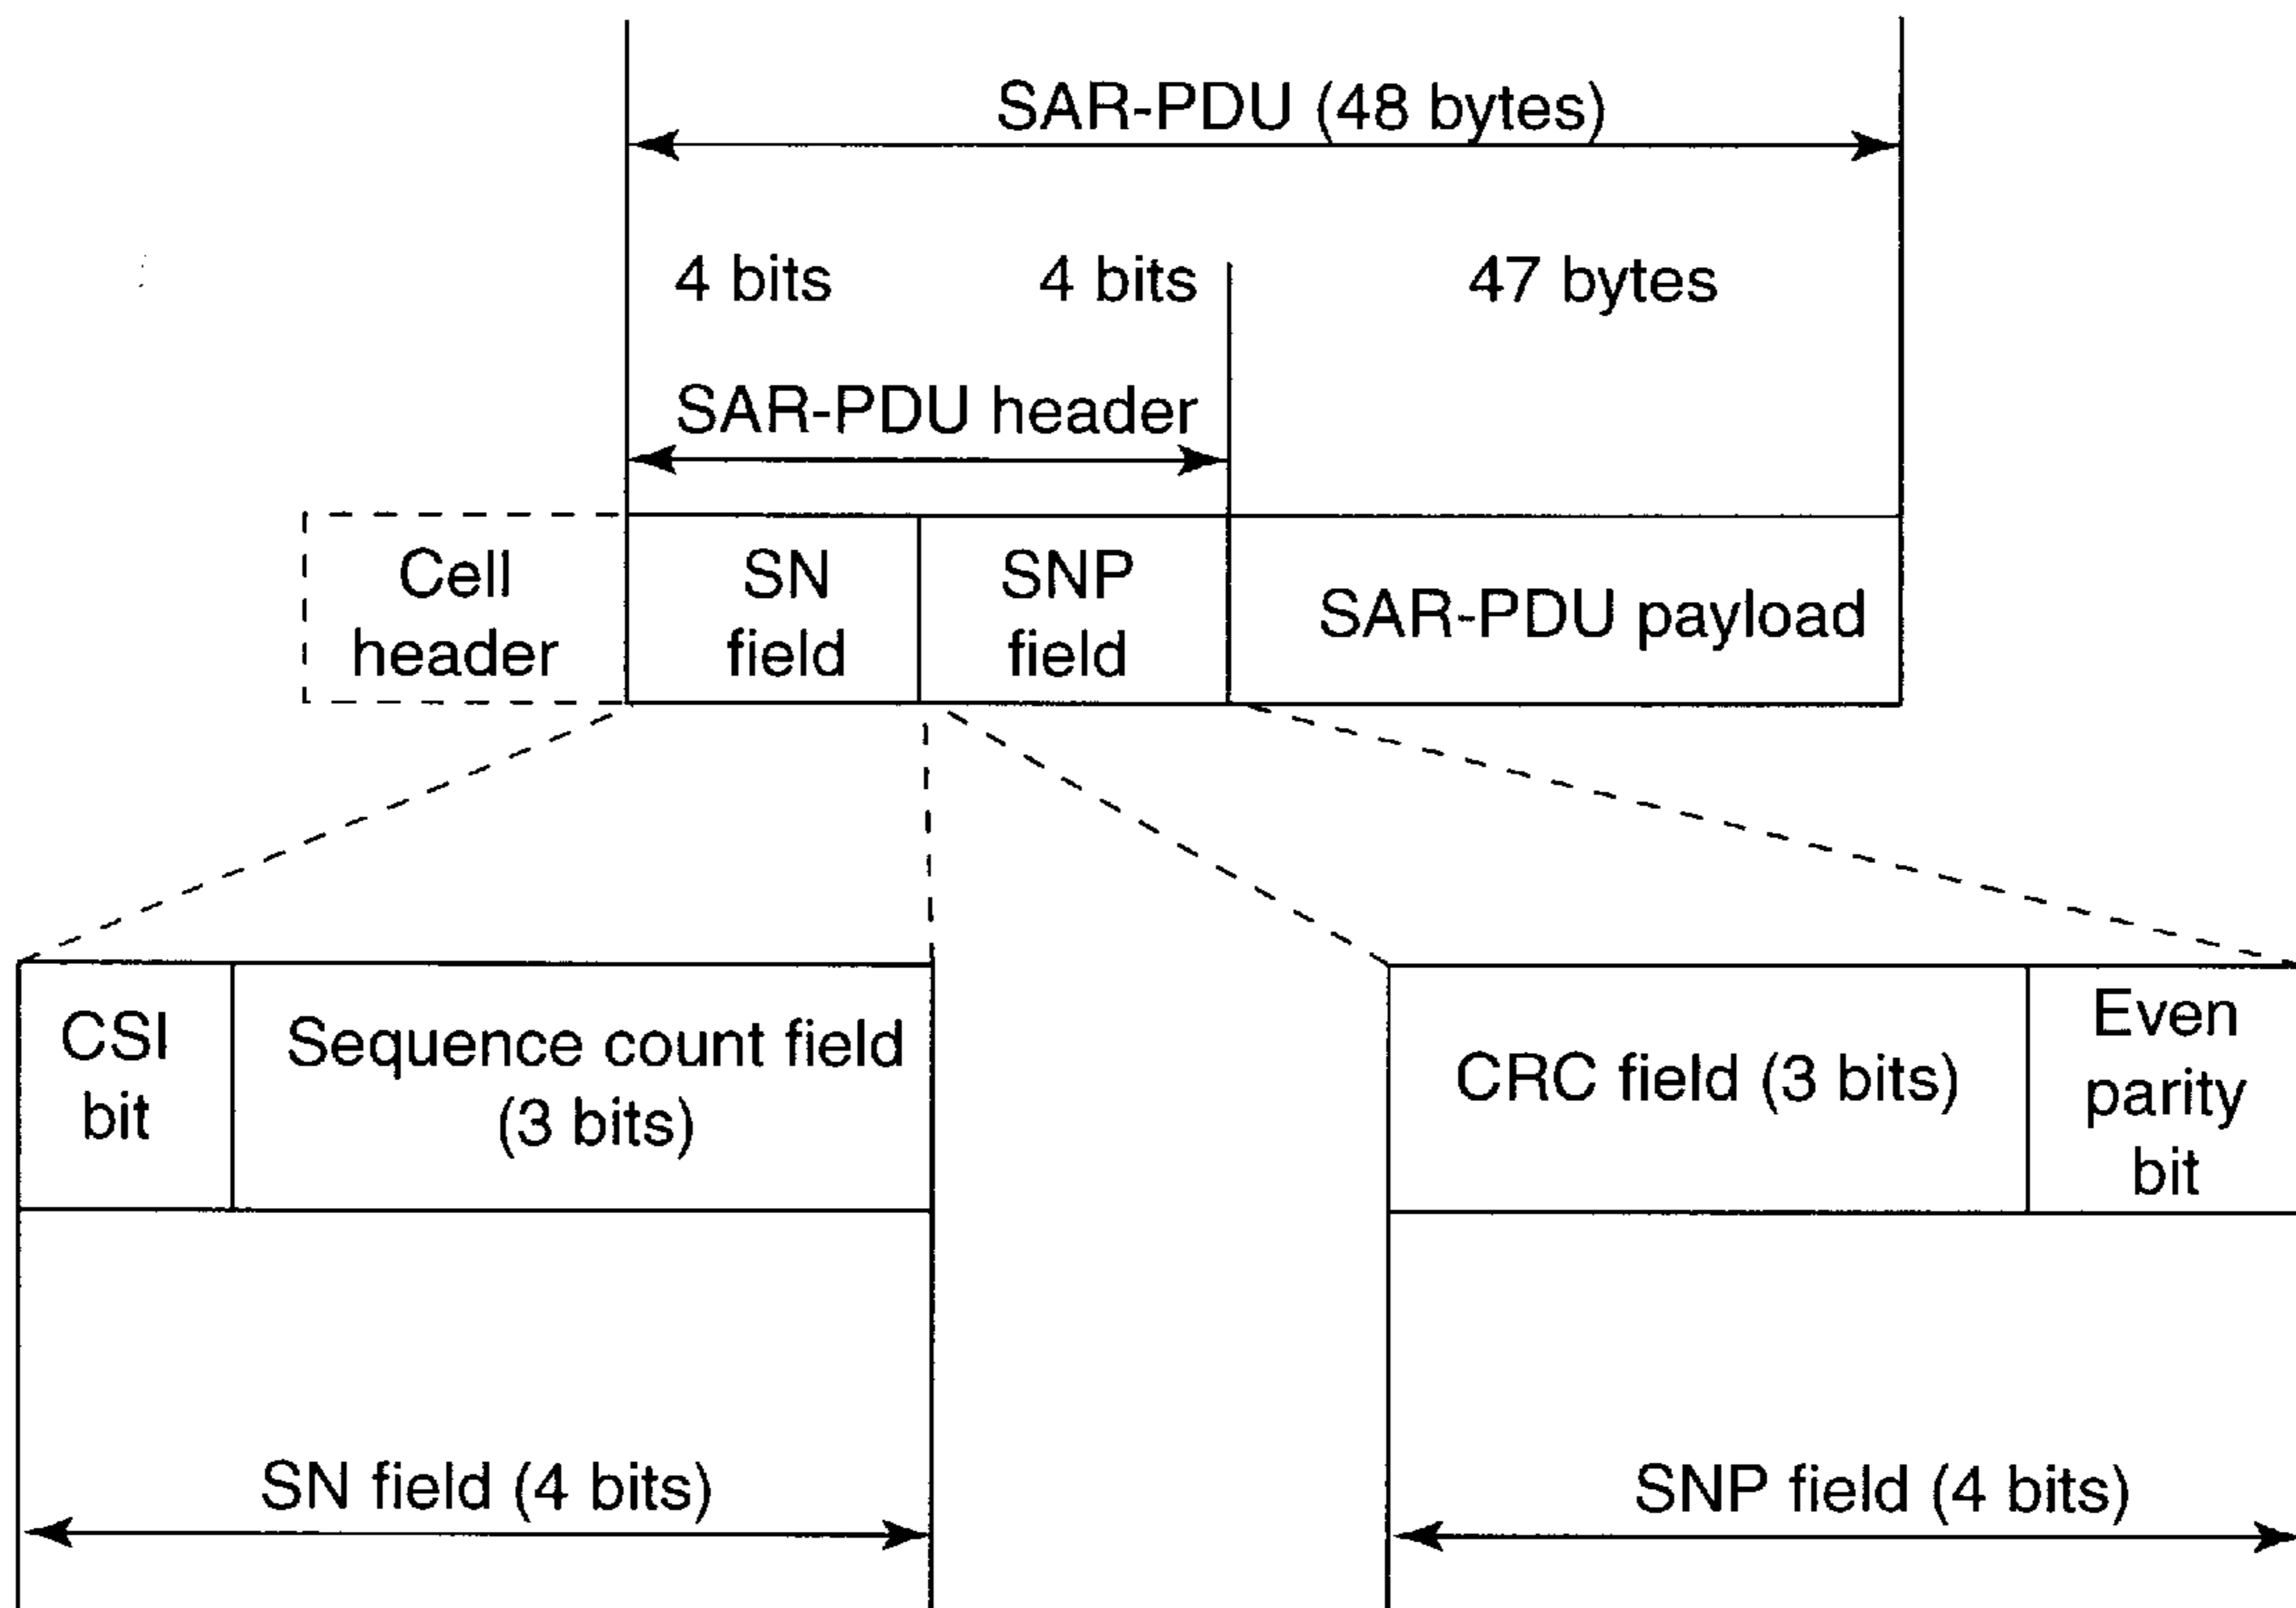 SAR-PDU (48 bytes)
4 bits
4 bits
47 bytes
SAR-PDU header
Cell
header
SN
field
SNP
field
SAR-PDU payload
CSI
bit
Sequence count field
(3 bits)
CRC field (3 bits)
Even
parity
bit
SN field (4 bits)
SNP field (4 bits)